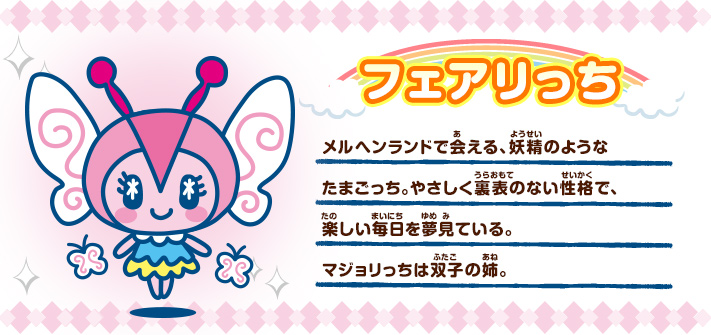 フェアリっち
メルヘンランドで会える、妖精のような
たまごっち。やさしく裏表のない性格で、
楽しい毎日を夢見ている。
マジョリっちは双子の姉。